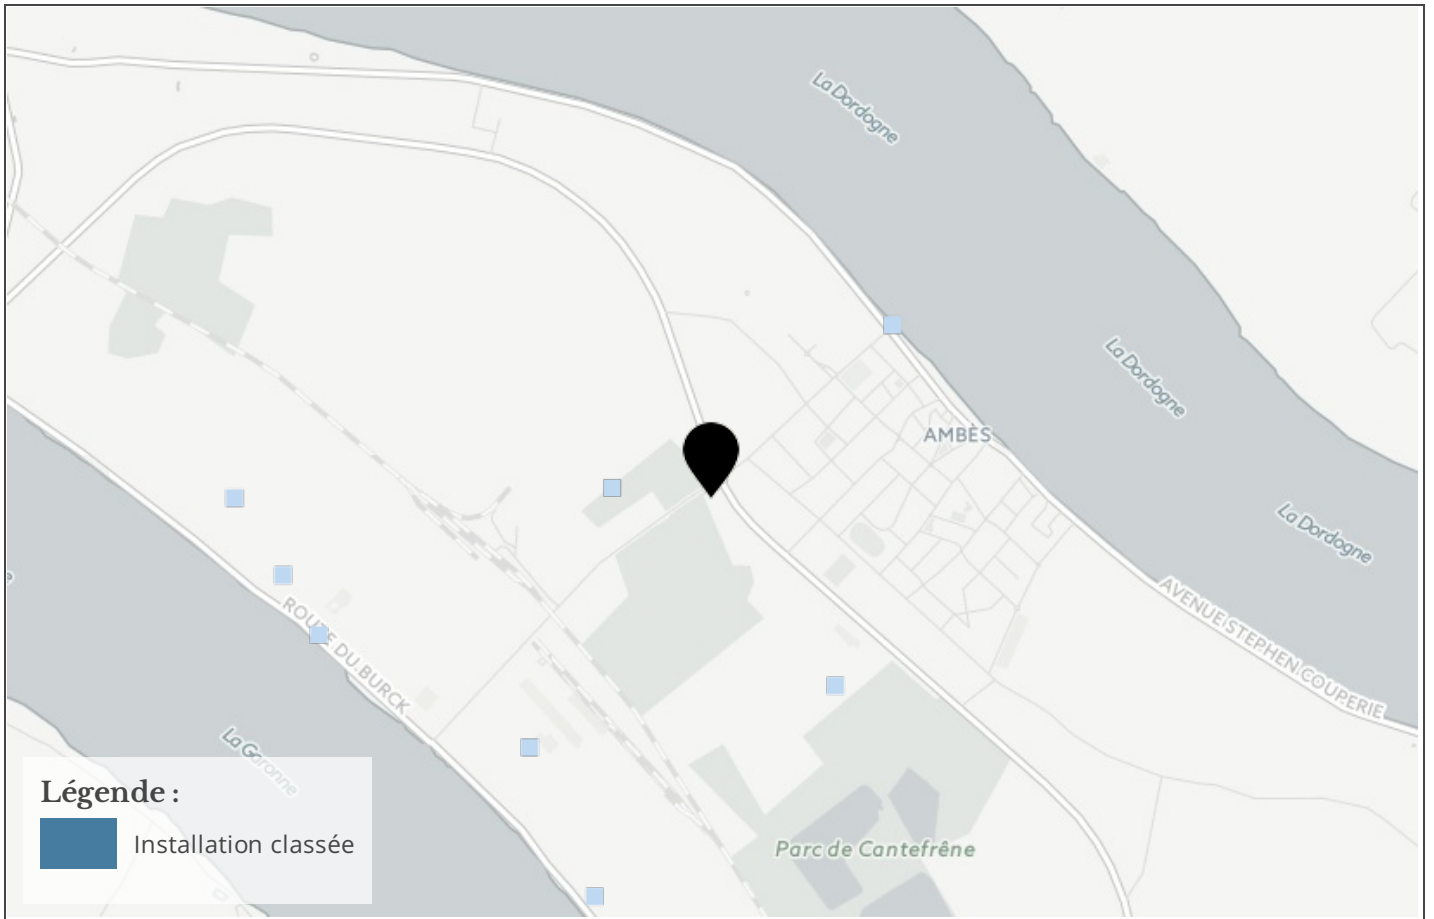 La Dordogne
La Dordogne
AMBÈS
La Dordogne
AVENUE STEPHEN COUPERIE
ROUTE DU BURCK
La Garonne
Parc de Cantefrêne
Légende :
Installation classée